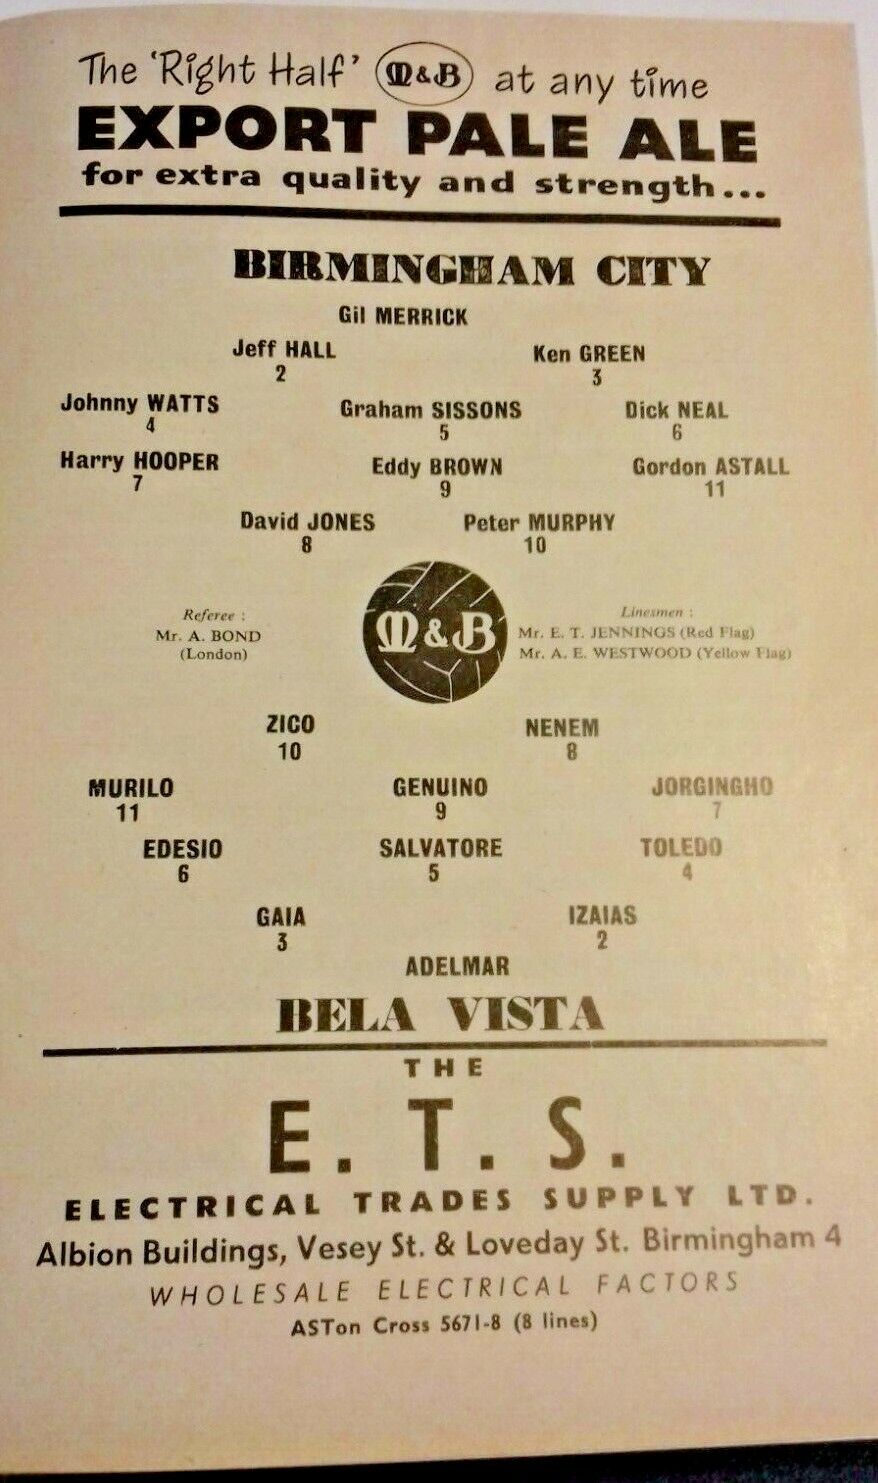 The 'Right Half' M&B at any time
EXPORT PALE ALE
for extra quality and strength...
BIRMINGHAM CITY
Gil MERRICK
Jeff HALL Ken GREEN
2 3
Johnny WATTS Graham SISSONS Dick NEAL
4 5 6
Harry HOOPER Eddy BROWN Gordon ASTALL
7 9 11
David JONES Peter MURPHY
8 10
Referee :
Mr. A. BOND
(London)
M&B
Linesmen :
Mr. E. T. JENNINGS (Red Flag)
Mr. A. E. WESTWOOD (Yellow Flag)
ZICO NENEM
10 8
MURILO GENUINO JORGINGHO
11 9 7
EDESIO SALVATORE TOLEDO
6 5 4
GAIA IZAIAS
3 2
ADELMAR
BELA VISTA
THE
E. T. S.
ELECTRICAL TRADES SUPPLY LTD.
Albion Buildings, Vesey St. & Loveday St. Birmingham 4
WHOLESALE ELECTRICAL FACTORS
ASTon Cross 5671-8 (8 lines)